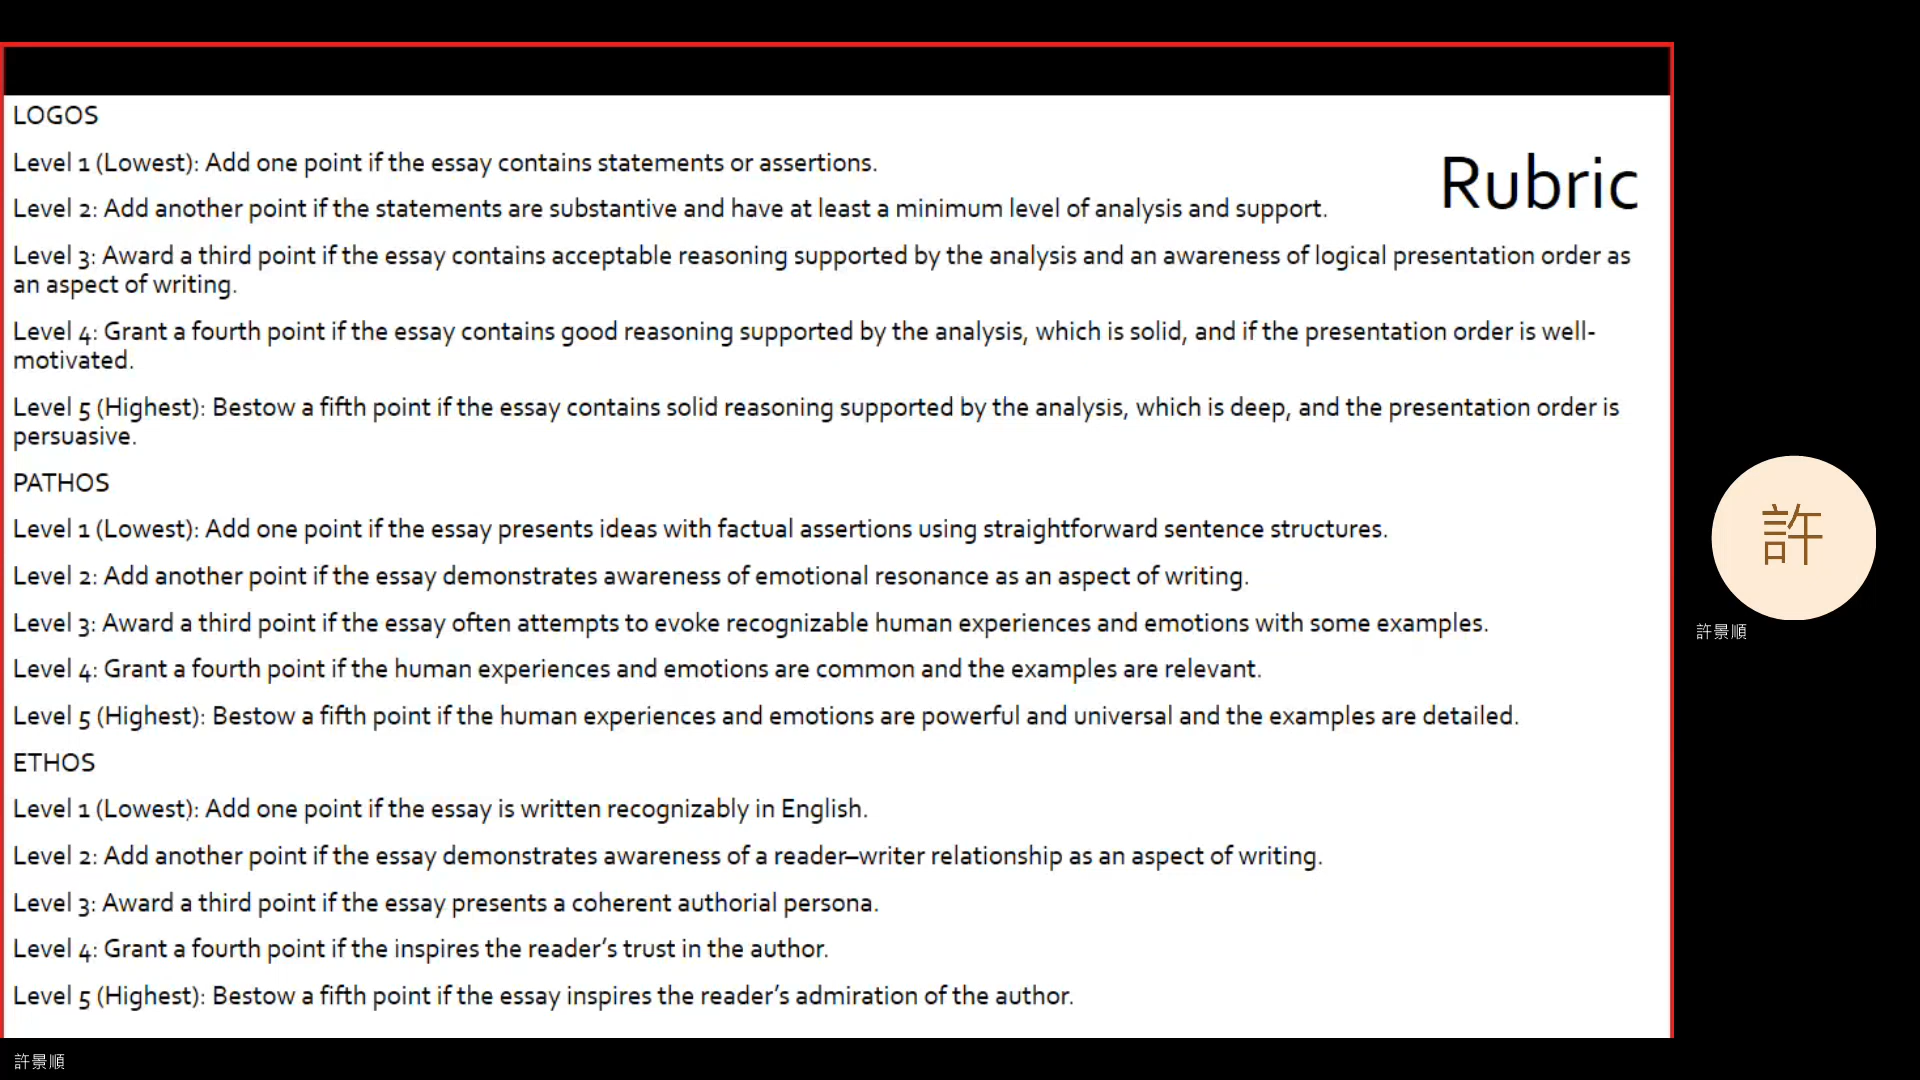 LOGOS
Level 1 (Lowest): Add one point if the essay contains statements or assertions.
Rubric
Level 2: Add another point if the statements are substantive and have at least a minimum level of analysis and support.
Level 3: Award a third point if the essay contains acceptable reasoning supported by the analysis and an awareness of logical presentation order as
an aspect of writing.
Level 4: Grant a fourth point if the essay contains good reasoning supported by the analysis, which is solid, and if the presentation order is well-
motivated.
Level 5 (Highest): Bestow a fifth point if the essay contains solid reasoning supported by the analysis, which is deep, and the presentation order is
persuasive.
PATHOS
Level 1 (Lowest): Add one point if the essay presents ideas with factual assertions using straightforward sentence structures.
Level 2: Add another point if the essay demonstrates awareness of emotional resonance as an aspect of writing.
Level 3: Award a third point if the essay often attempts to evoke recognizable human experiences and emotions with some examples.
Level 4: Grant a fourth point if the human experiences and emotions are common and the examples are relevant.
Level 5 (Highest): Bestow a fifth point if the human experiences and emotions are powerful and universal and the examples are detailed.
ETHOS
Level 1 (Lowest): Add one point if the essay is written recognizably in English.
Level 2: Add another point if the essay demonstrates awareness of a reader–writer relationship as an aspect of writing.
Level 3: Award a third point if the essay presents a coherent authorial persona.
Level 4: Grant a fourth point if the inspires the reader’s trust in the author.
Level 5 (Highest): Bestow a fifth point if the essay inspires the reader’s admiration of the author.
許
許景順
許景順